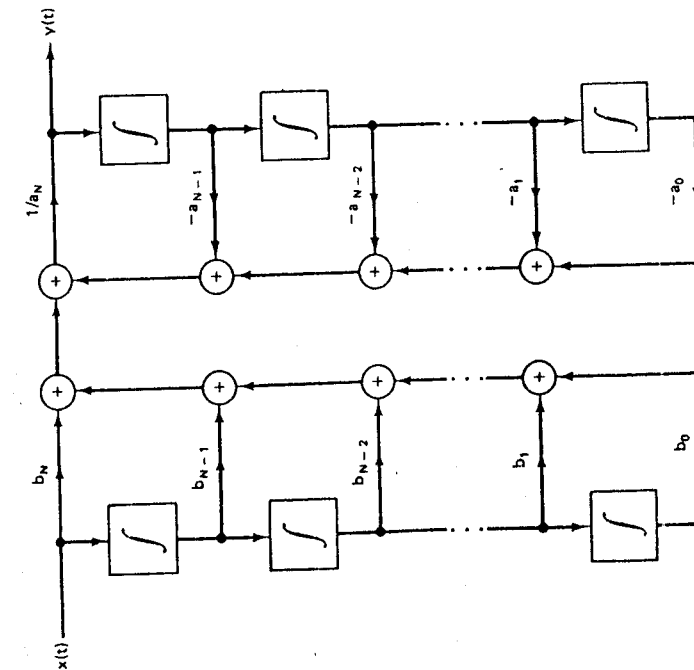 x(t)
b_N
1/a_N
y(t)
+
+
∫
∫
b_{N-1}
+
+
-a_{N-1}
∫
∫
b_{N-2}
+
+
-a_{N-2}
b_1
+
+
-a_1
∫
∫
b_0
-a_0